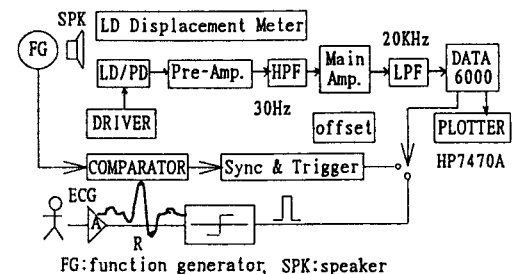 SPK
FG
LD Displacement Meter
20KHz
LD/PD
Pre-Amp.
HPF
Main
Amp.
LPF
DATA
6000
30Hz
DRIVER
offset
PLOTTER
HP7470A
COMPARATOR
Sync & Trigger
ECG
A
R
FG:function generator, SPK:speaker